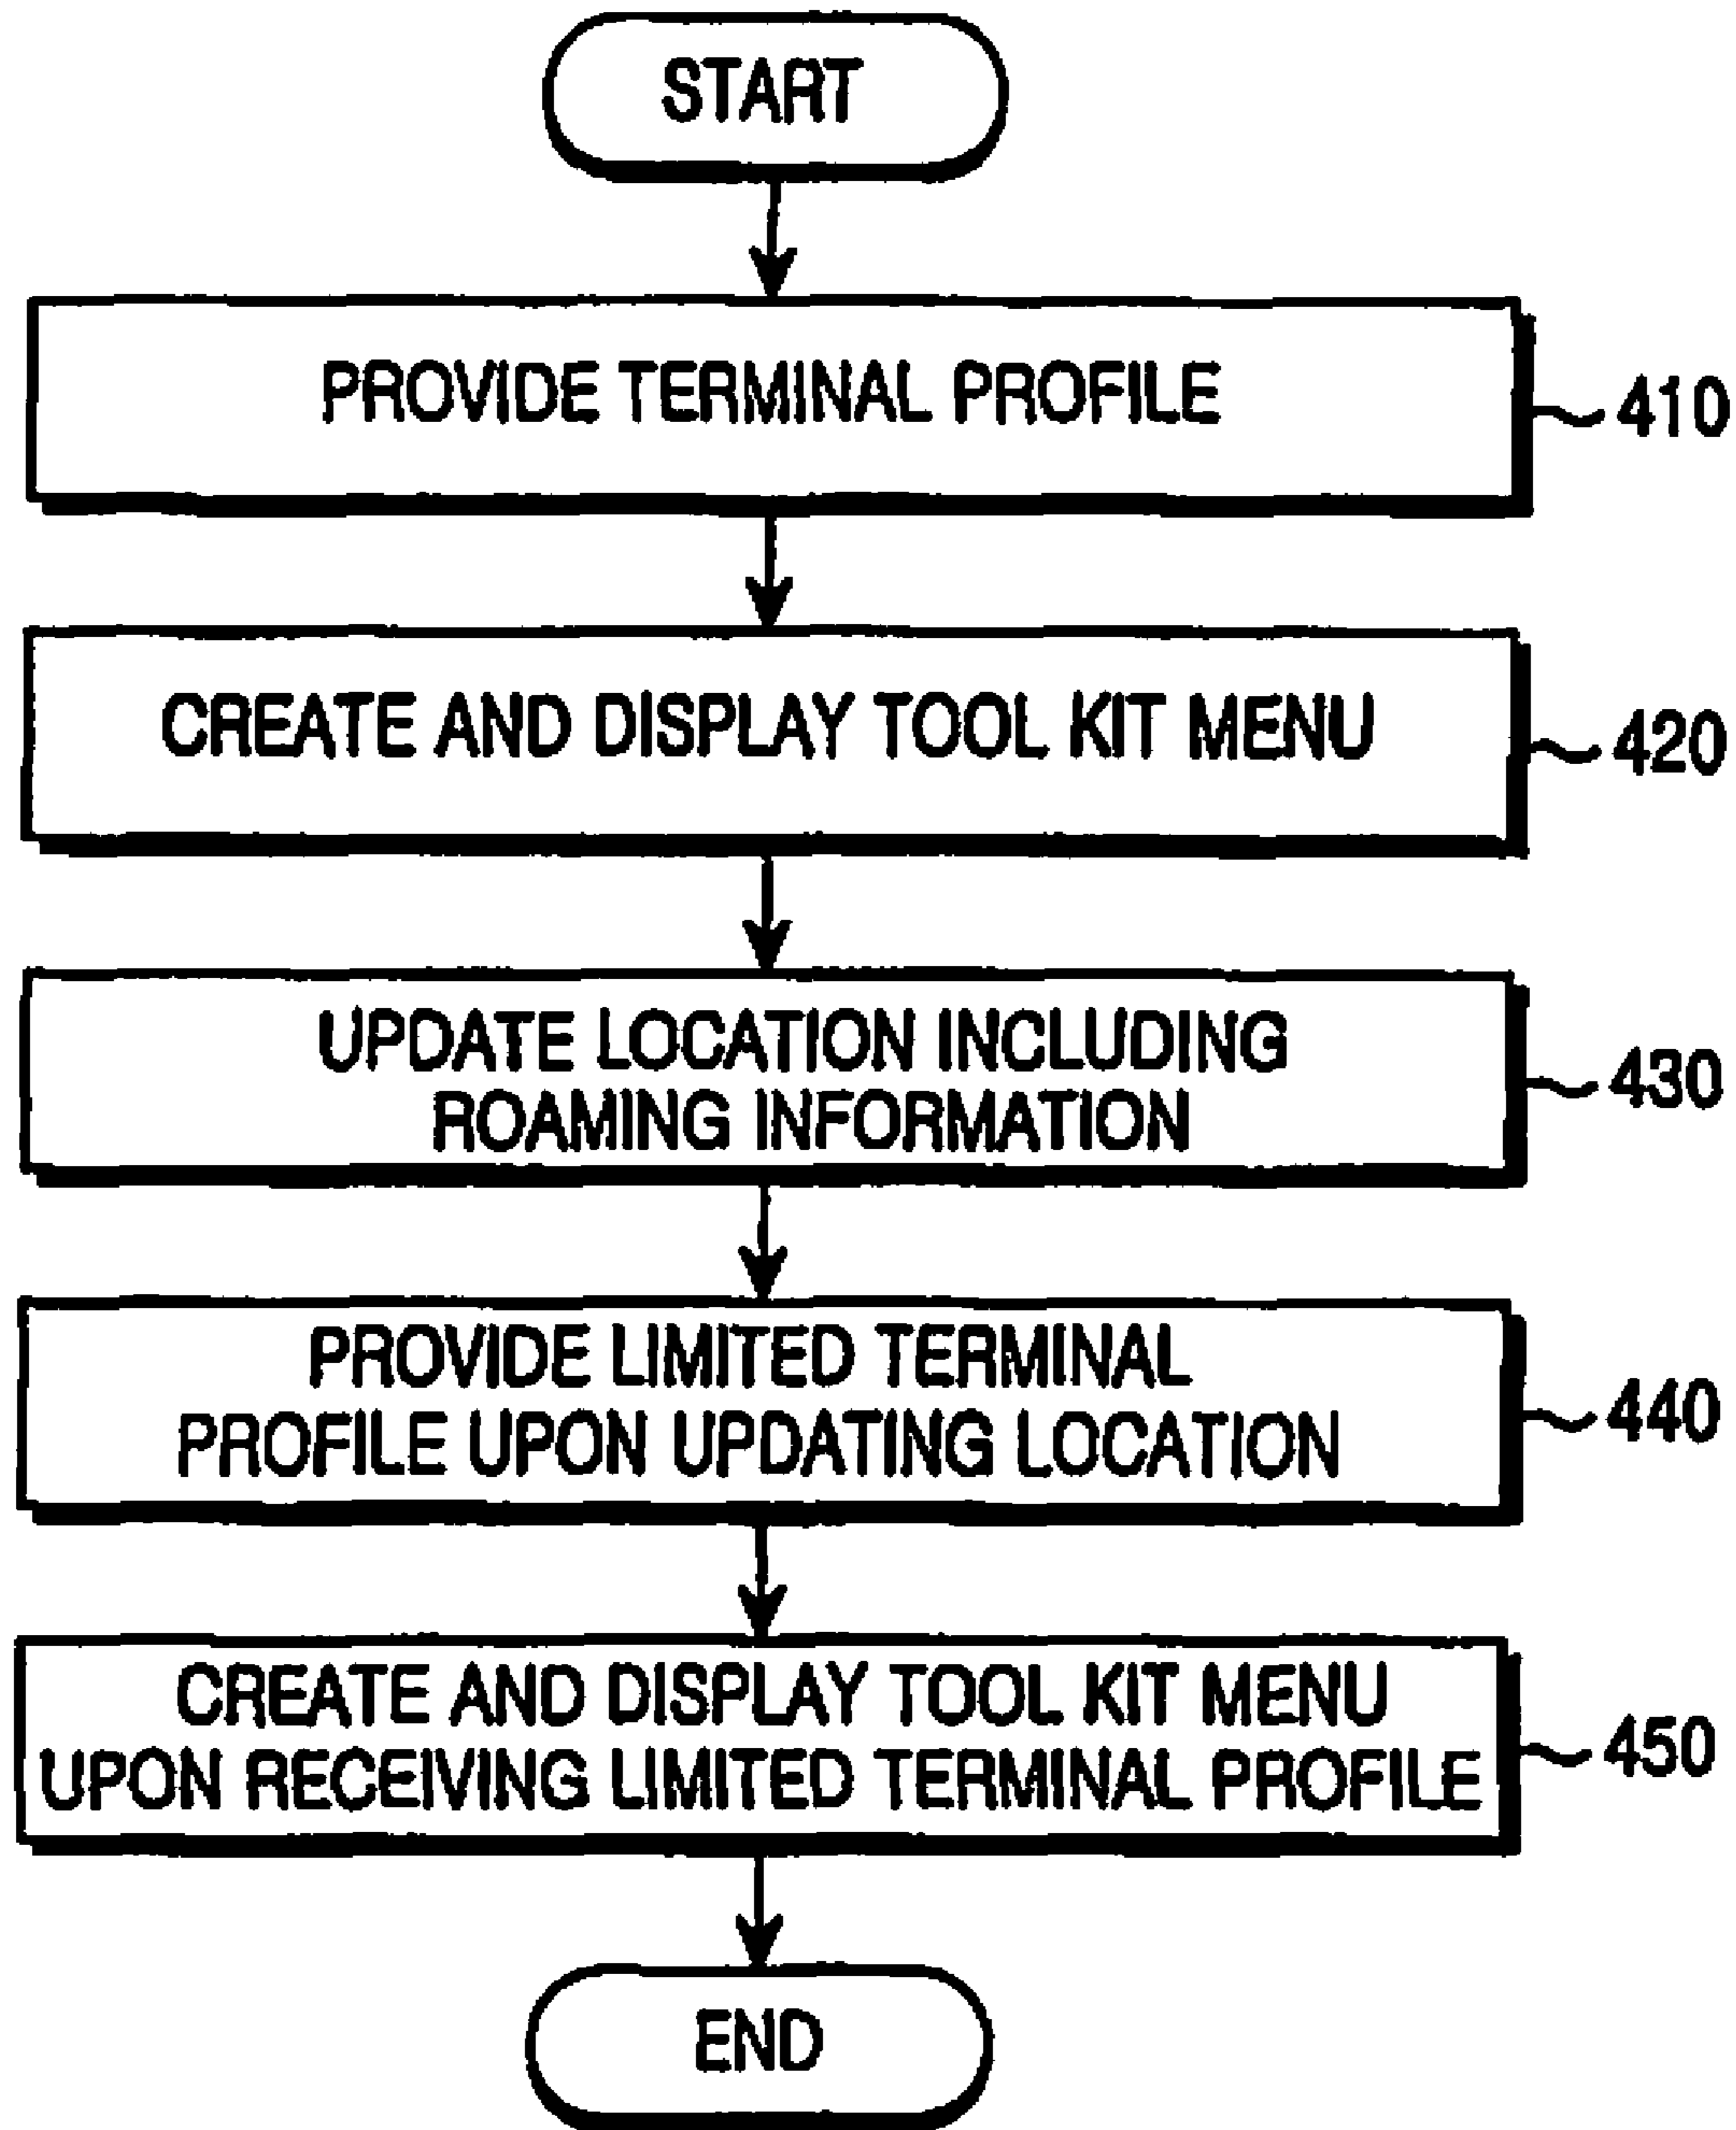 START
PROVIDE TERMINAL PROFILE
410
CREATE AND DISPLAY TOOL KIT MENU
420
UPDATE LOCATION INCLUDING
ROAMING INFORMATION
430
PROVIDE LIMITED TERMINAL
PROFILE UPON UPDATING LOCATION
440
CREATE AND DISPLAY TOOL KIT MENU
UPON RECEIVING LIMITED TERMINAL PROFILE
450
END